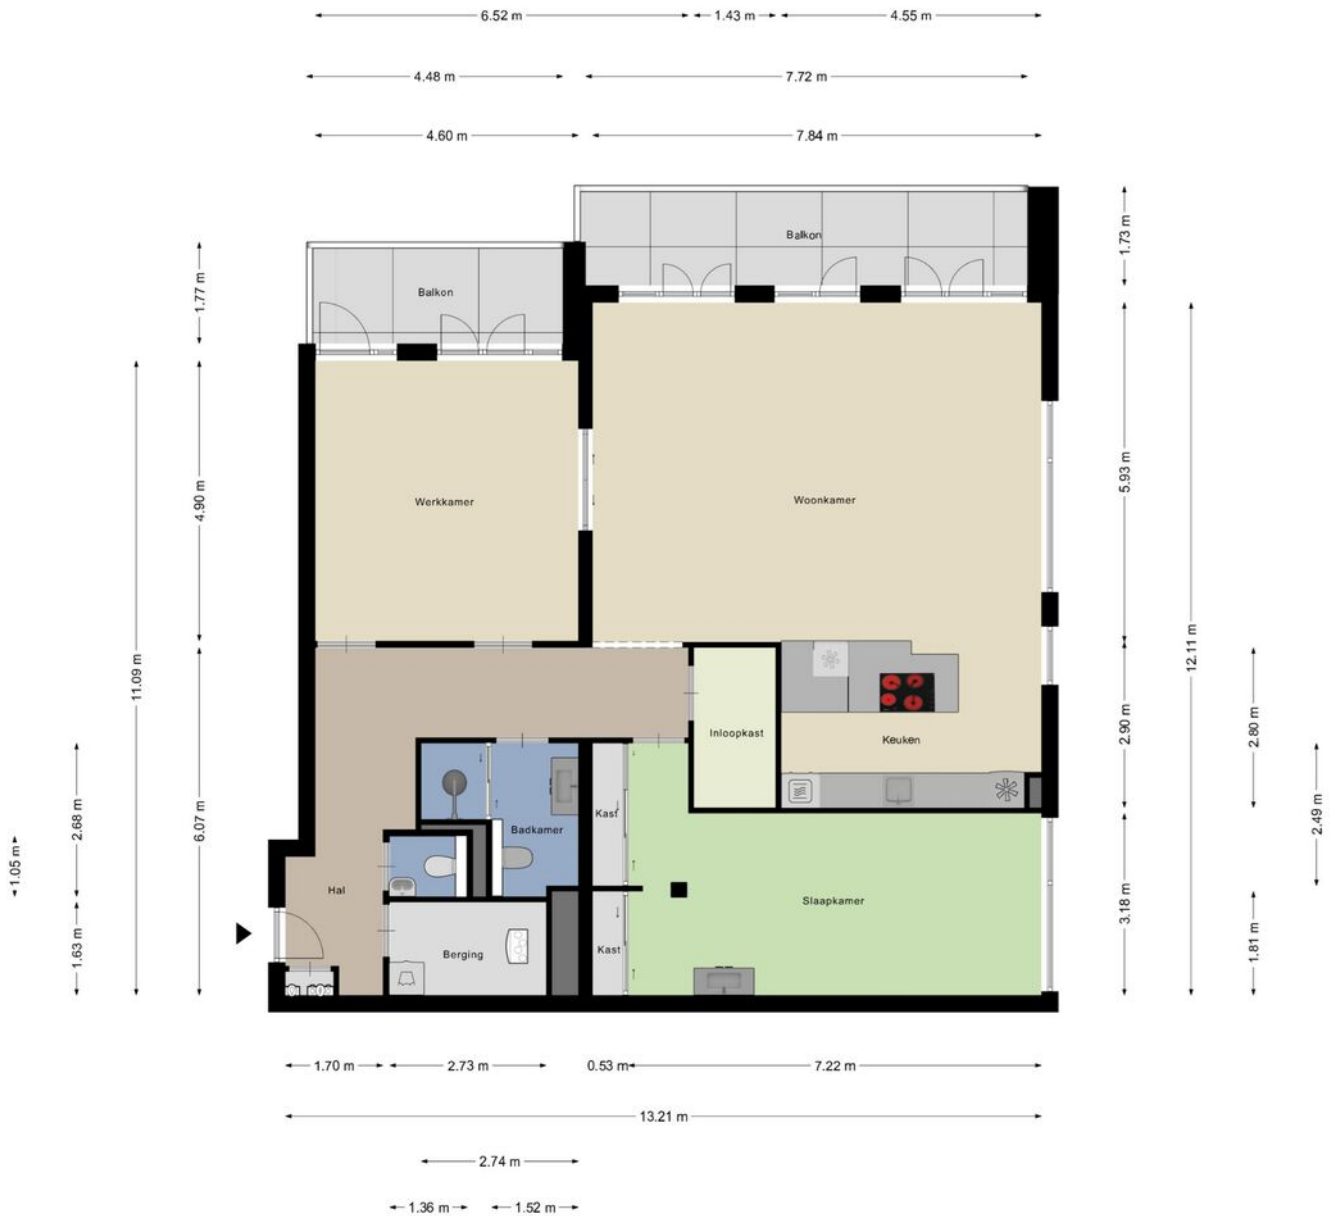 6.52 m
1.43 m
4.55 m
4.48 m
7.72 m
4.60 m
7.84 m
1.73 m
Balkon
1.77 m
Balkon
5.93 m
4.90 m
Werkkamer
Woonkamer
12.11 m
11.09 m
2.90 m
2.80 m
Inloopkast
Keuken
2.68 m
6.07 m
Kast
Badkamer
2.49 m
1.05 m
Hal
Slaapkamer
3.18 m
1.63 m
Berging
Kast
1.81 m
1.70 m
2.73 m
0.53 m
7.22 m
13.21 m
2.74 m
1.36 m
1.52 m